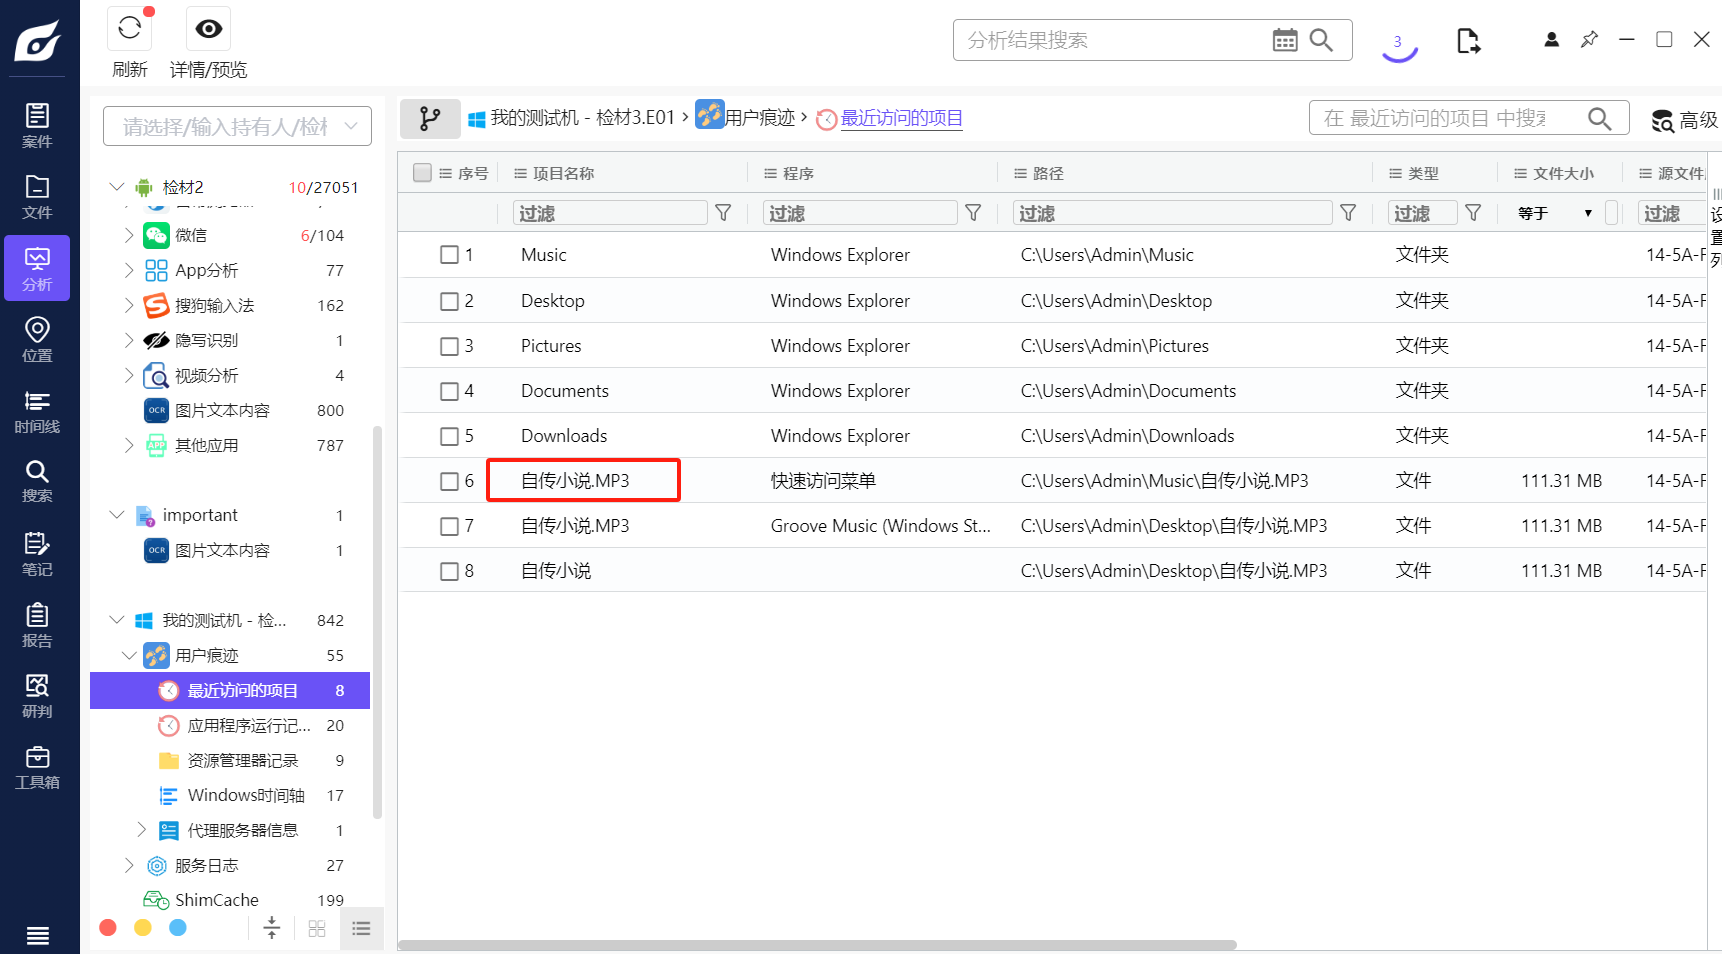 刷新
详情/预览
分析结果搜索
3
案件
文件
分析
位置
时间线
搜索
笔记
报告
研判
工具箱
请选择/输入持有人/检材
检材2 10/27051
微信 6/104
App分析 77
搜狗输入法 162
隐写识别 1
视频分析 4
OCR 图片文本内容 800
APP 其他应用 787
important 1
OCR 图片文本内容 1
我的测试机 - 检... 842
用户痕迹 55
最近访问的项目 8
应用程序运行记... 20
资源管理器记录 9
Windows时间轴 17
代理服务器信息 1
服务日志 27
ShimCache 199
我的测试机 - 检材3.E01 › 用户痕迹 › 最近访问的项目
在 最近访问的项目 中搜索
高级
序号 项目名称 程序 路径 类型 文件大小 源文件
过滤 过滤 过滤 过滤 等于 ▼ 过滤
设置列
1 Music Windows Explorer C:\Users\Admin\Music 文件夹 14-5A-F
2 Desktop Windows Explorer C:\Users\Admin\Desktop 文件夹 14-5A-F
3 Pictures Windows Explorer C:\Users\Admin\Pictures 文件夹 14-5A-F
4 Documents Windows Explorer C:\Users\Admin\Documents 文件夹 14-5A-F
5 Downloads Windows Explorer C:\Users\Admin\Downloads 文件夹 14-5A-F
6 自传小说.MP3 快速访问菜单 C:\Users\Admin\Music\自传小说.MP3 文件 111.31 MB 14-5A-F
7 自传小说.MP3 Groove Music (Windows St... C:\Users\Admin\Desktop\自传小说.MP3 文件 111.31 MB 14-5A-F
8 自传小说 C:\Users\Admin\Desktop\自传小说.MP3 文件 111.31 MB 14-5A-F